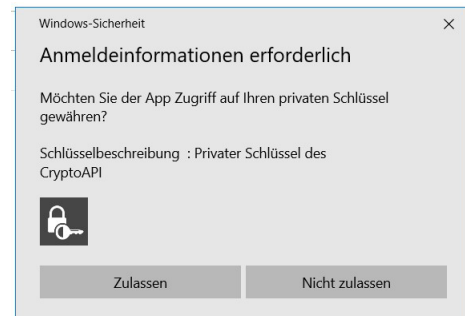 Windows-Sicherheit
Anmeldeinformationen erforderlich
Möchten Sie der App Zugriff auf Ihren privaten Schlüssel
gewähren?
Schlüsselbeschreibung : Privater Schlüssel des
CryptoAPI
Zulassen
Nicht zulassen